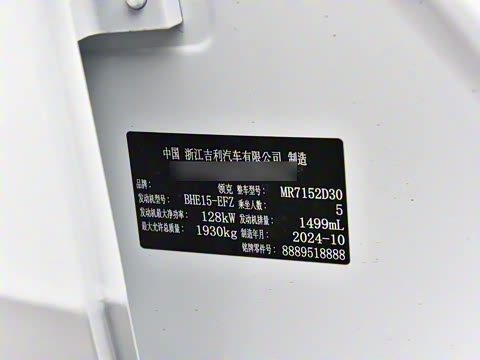 中国 浙江吉利汽车有限公司 制造
品牌: 领克 整车型号: MR7152D30
发动机型号: BHE15-EFZ 乘坐人数: 5
发动机最大净功率: 128kW 发动机排量: 1499mL
最大允许总质量: 1930kg 制造年月: 2024-10
铭牌零件号: 8889518888